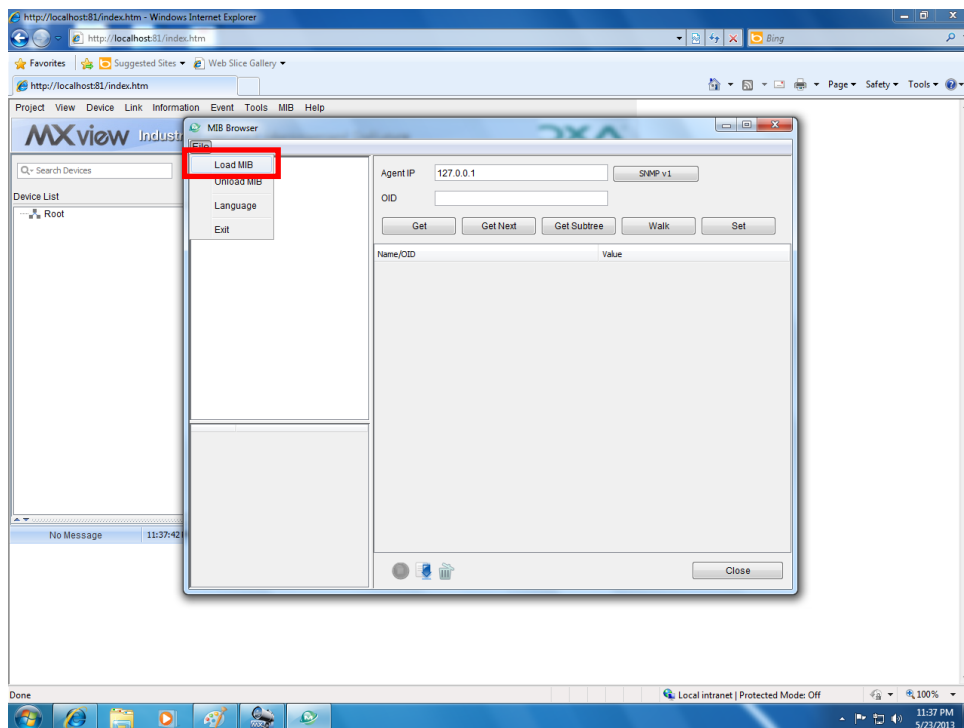 http://localhost:81/index.htm - Windows Internet Explorer
http://localhost:81/index.htm
Bing
Favorites Suggested Sites Web Slice Gallery
http://localhost:81/index.htm
Page Safety Tools
Project View Device Link Information Event Tools MIB Help
MXview Indust
MIB Browser
File
Search Devices
Load MIB
Unload MIB
Language
Exit
Device List
Root
Agent IP 127.0.0.1 SNMP v1
OID
Get Get Next Get Subtree Walk Set
Name/OID Value
No Message 11:37:42
Close
Done
Local intranet | Protected Mode: Off
100%
11:37 PM
5/23/2013